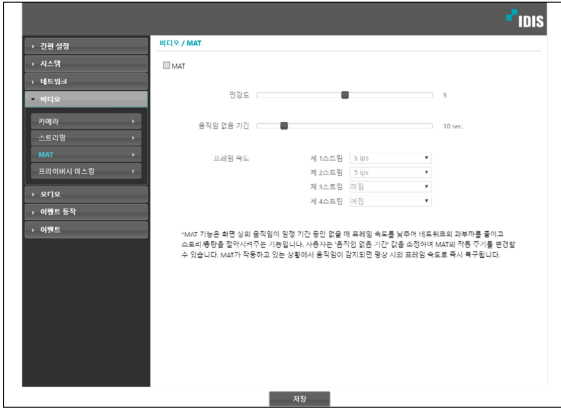 IDIS
간편 설정
시스템
네트워크
비디오
카메라
스트리밍
MAT
프라이버시 마스킹
오디오
이벤트 동작
이벤트
비디오 / MAT
MAT
민감도 3
움직임 없음 기간 10 sec.
프레임 속도 제 1스트림 5 ips
제 2스트림 5 ips
제 3스트림 꺼짐
제 4스트림 꺼짐
*MAT 기능은 화면 상의 움직임이 일정 기간 동안 없을 때 프레임 속도를 낮추어 네트워크의 과부하를 줄이고
스토리지용량을 절약시켜주는 기능입니다. 사용자는 '움직임 없음 기간' 값을 조정하여 MAT의 작동 주기를 변경할
수 있습니다. MAT가 작동하고 있는 상황에서 움직임이 감지되면 평상 시의 프레임 속도로 즉시 복구됩니다.
저장